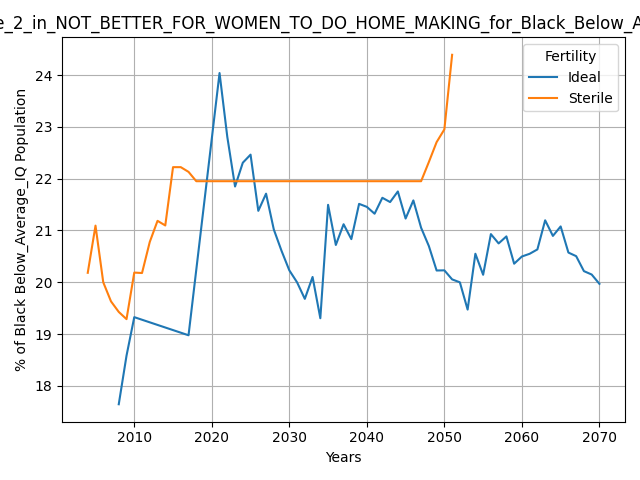 e_2_in_NOT_BETTER_FOR_WOMEN_TO_DO_HOME_MAKING_for_Black_Below_A
Fertility
Ideal
Sterile
% of Black Below_Average_IQ Population
24
23
22
21
20
19
18
2010 2020 2030 2040 2050 2060 2070
Years